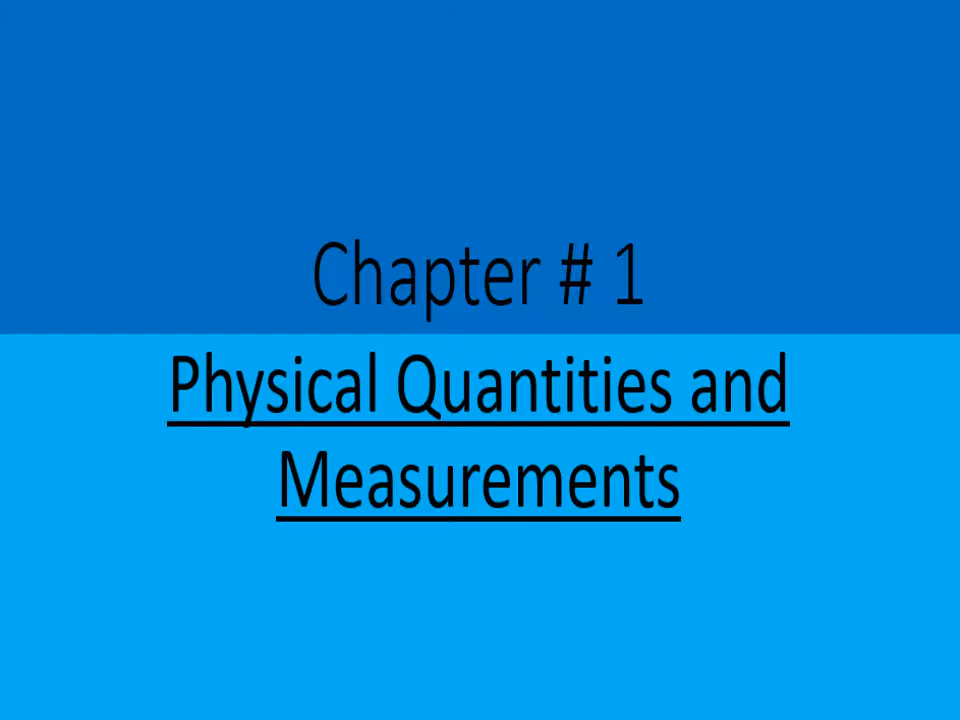 Chapter # 1
Physical Quantities and
Measurements